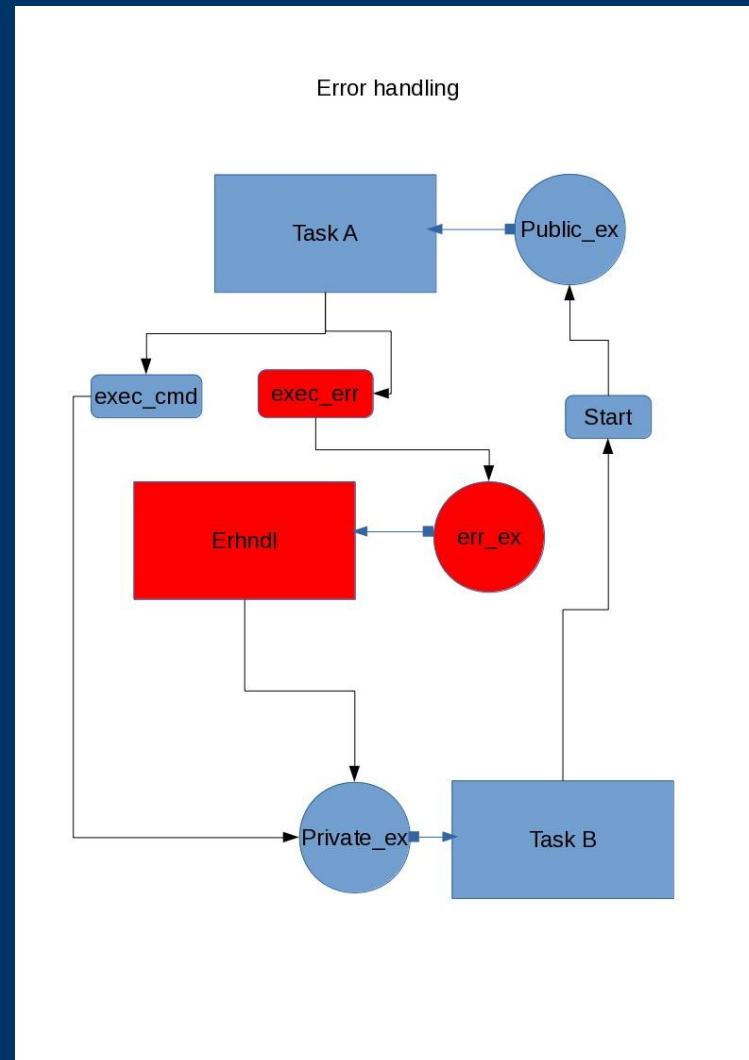 Error handling
Task A
Public_ex
exec_cmd
exec_err
Start
Erhndl
err_ex
Private_ex
Task B